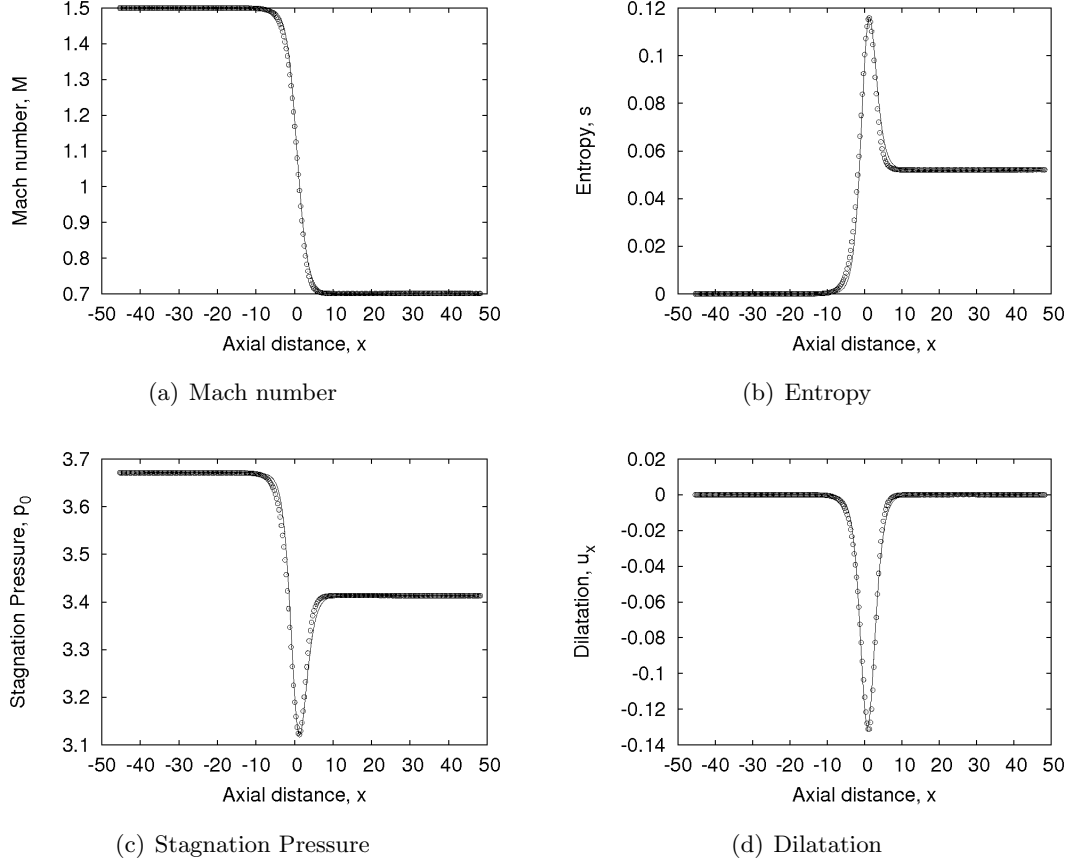 1.5
1.4
1.3
1.2
1.1
1
0.9
0.8
0.7
Mach number, M
-50 -40 -30 -20 -10 0 10 20 30 40 50
Axial distance, x
(a) Mach number
0.12
0.1
0.08
0.06
0.04
0.02
0
Entropy, s
-50 -40 -30 -20 -10 0 10 20 30 40 50
Axial distance, x
(b) Entropy
3.7
3.6
3.5
3.4
3.3
3.2
3.1
Stagnation Pressure, p₀
-50 -40 -30 -20 -10 0 10 20 30 40 50
Axial distance, x
(c) Stagnation Pressure
0.02
0
-0.02
-0.04
-0.06
-0.08
-0.1
-0.12
-0.14
Dilatation, uₓ
-50 -40 -30 -20 -10 0 10 20 30 40 50
Axial distance, x
(d) Dilatation